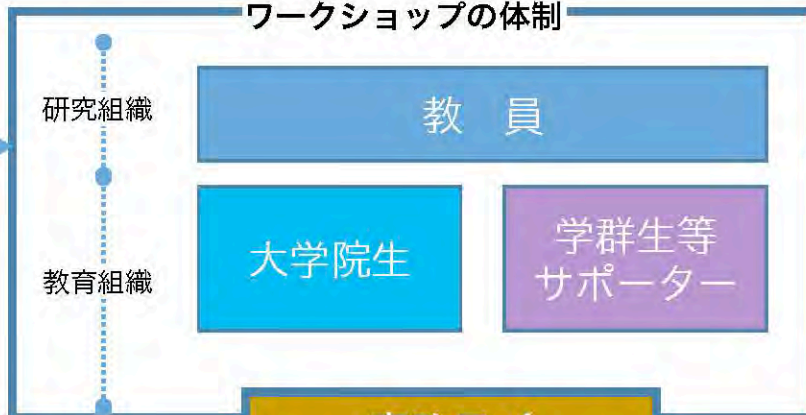 ワークショップの体制
研究組織
教 員
教育組織
大学院生
学群生等
サポーター